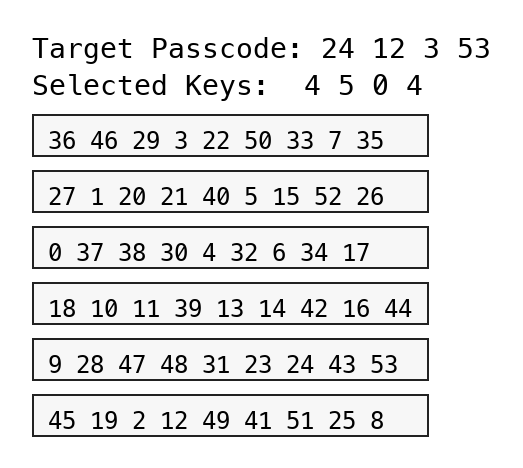 Target Passcode: 24 12 3 53
Selected Keys: 4 5 0 4
36 46 29 3 22 50 33 7 35
27 1 20 21 40 5 15 52 26
0 37 38 30 4 32 6 34 17
18 10 11 39 13 14 42 16 44
9 28 47 48 31 23 24 43 53
45 19 2 12 49 41 51 25 8